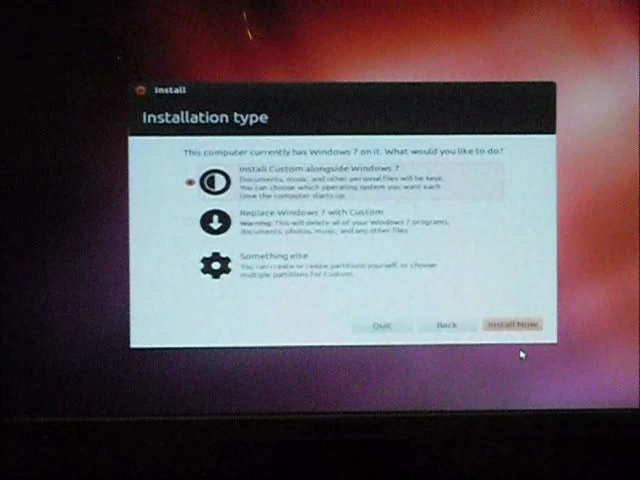 Install
Installation type
This computer currently has Windows 7 on it. What would you like to do?
Install Custom alongside Windows 7
Documents, music, and other personal files will be kept.
You can choose which operating system you want each
time the computer starts up.
Replace Windows 7 with Custom
Warning: This will delete all of your Windows 7 programs,
documents, photos, music, and any other files.
Something else
You can create or resize partitions yourself, or choose
multiple partitions for Custom.
Quit
Back
Install Now